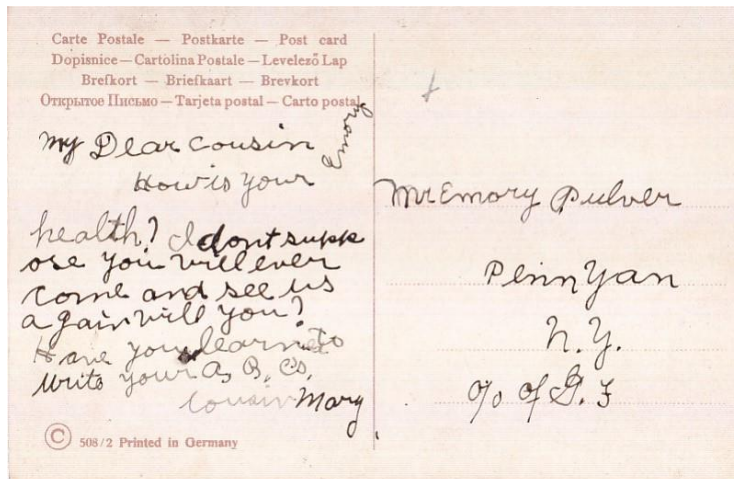 Carte Postale — Postkarte — Post card
Dopisnice — Cartolina Postale — Levelező Lap
Brefkort — Briefkaart — Brevkort
Открытое Письмо — Tarjeta postal — Carto postal
My Dear Cousin
Emory
How is your
health? I dont supp
ose you will ever
come and see us
again will you?
Have you learned to
write your A, B, Cs,
Cousin Mary
© 508/2 Printed in Germany
Mr Emory Pulver
Penn Yan
N.Y.
c/o of G. F